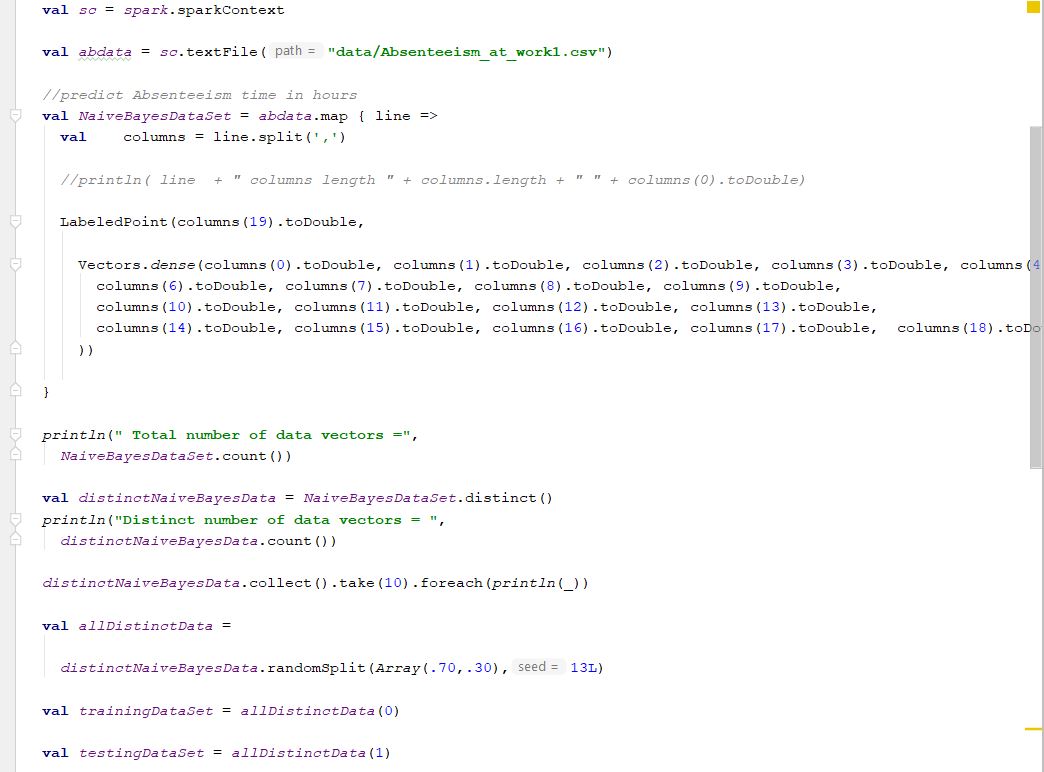 val sc = spark.sparkContext
val abdata = sc.textFile( path = "data/Absenteeism_at_work1.csv")
//predict Absenteeism time in hours
val NaiveBayesDataSet = abdata.map { line =>
val    columns = line.split(',')
//println( line  + " columns length " + columns.length + " " + columns(0).toDouble)
LabeledPoint(columns(19).toDouble,
Vectors.dense(columns(0).toDouble, columns(1).toDouble, columns(2).toDouble, columns(3).toDouble, columns(4
columns(6).toDouble, columns(7).toDouble, columns(8).toDouble, columns(9).toDouble,
columns(10).toDouble, columns(11).toDouble, columns(12).toDouble, columns(13).toDouble,
columns(14).toDouble, columns(15).toDouble, columns(16).toDouble, columns(17).toDouble,  columns(18).toDo
))
}
println(" Total number of data vectors =",
NaiveBayesDataSet.count())
val distinctNaiveBayesData = NaiveBayesDataSet.distinct()
println("Distinct number of data vectors = ",
distinctNaiveBayesData.count())
distinctNaiveBayesData.collect().take(10).foreach(println(_))
val allDistinctData =
distinctNaiveBayesData.randomSplit(Array(.70,.30), seed = 13L)
val trainingDataSet = allDistinctData(0)
val testingDataSet = allDistinctData(1)